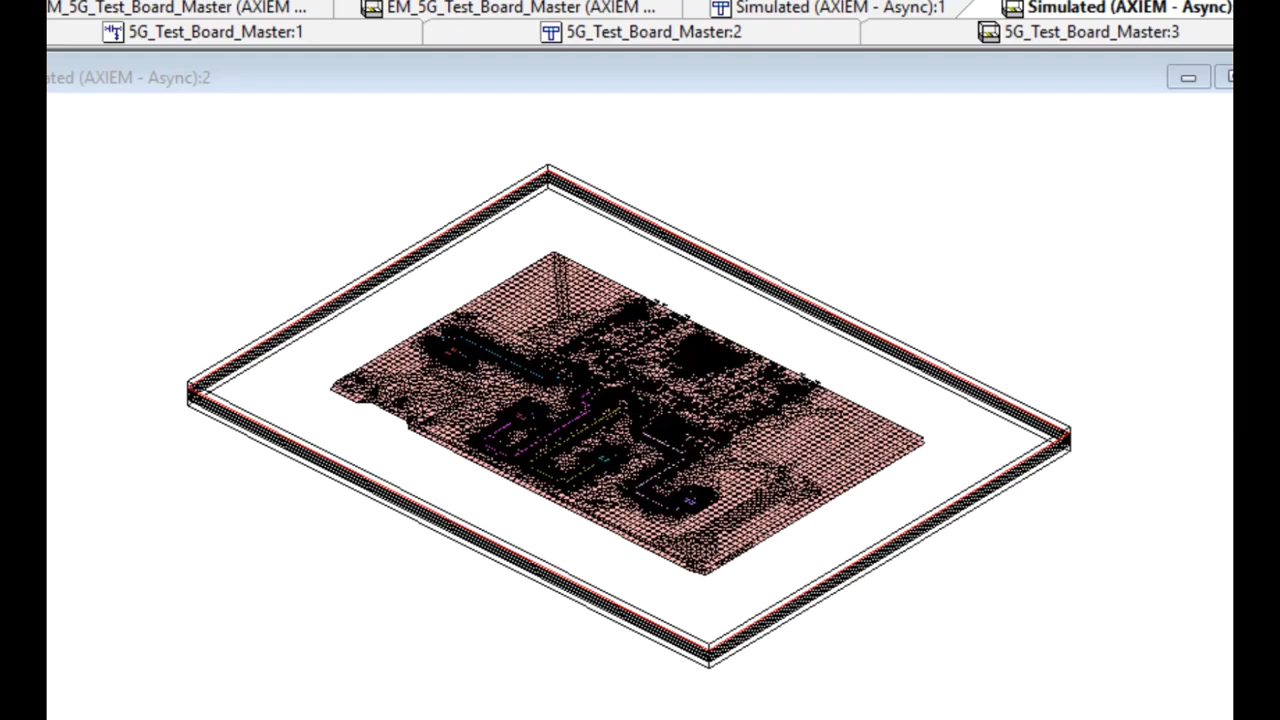 M_5G_Test_Board_Master (AXIEM ... EM_5G_Test_Board_Master (AXIEM ... Simulated (AXIEM - Async):1 Simulated (AXIEM - Async)
5G_Test_Board_Master:1 5G_Test_Board_Master:2 5G_Test_Board_Master:3
ated (AXIEM - Async):2